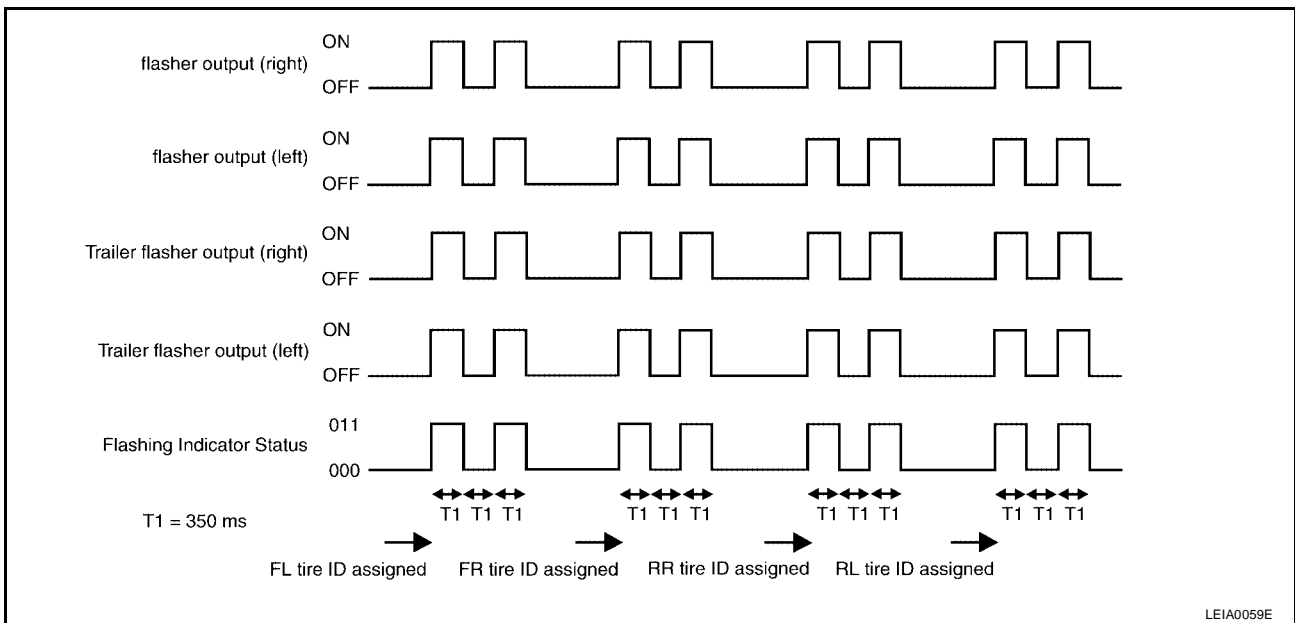 flasher output (right)
ON
OFF
flasher output (left)
ON
OFF
Trailer flasher output (right)
ON
OFF
Trailer flasher output (left)
ON
OFF
Flashing Indicator Status
011
000
T1 = 350 ms
T1 T1 T1 T1 T1 T1 T1 T1 T1 T1 T1 T1
FL tire ID assigned FR tire ID assigned RR tire ID assigned RL tire ID assigned
LEIA0059E